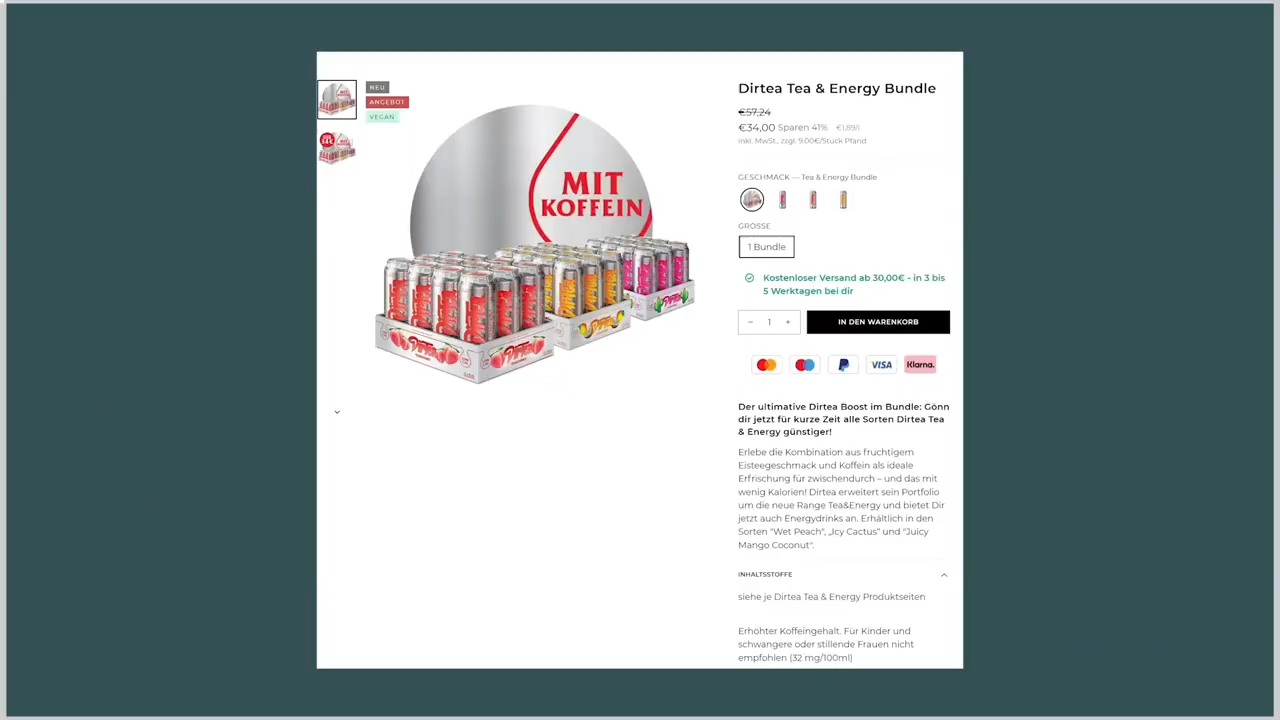 NEU
ANGEBOT
VEGAN
MIT
KOFFEIN
Dirtea Tea & Energy Bundle
€57,24
€34,00 Sparen 41% €1,89/l
inkl. MwSt., zzgl. 9.00€/Stuck Pfand
GESCHMACK — Tea & Energy Bundle
GRÖSSE
1 Bundle
Kostenloser Versand ab 30,00€ - in 3 bis
5 Werktagen bei dir
− 1 +
IN DEN WARENKORB
VISA
Klarna.
Der ultimative Dirtea Boost im Bundle: Gönn
dir jetzt für kurze Zeit alle Sorten Dirtea Tea
& Energy günstiger!
Erlebe die Kombination aus fruchtigem
Eisteegeschmack und Koffein als ideale
Erfrischung für zwischendurch – und das mit
wenig Kalorien! Dirtea erweitert sein Portfolio
um die neue Range Tea&Energy und bietet Dir
jetzt auch Energydrinks an. Erhältlich in den
Sorten "Wet Peach", „Icy Cactus“ und "Juicy
Mango Coconut".
INHALTSSTOFFE
siehe je Dirtea Tea & Energy Produktseiten
Erhöhter Koffeingehalt. Für Kinder und
schwangere oder stillende Frauen nicht
empfohlen (32 mg/100ml)